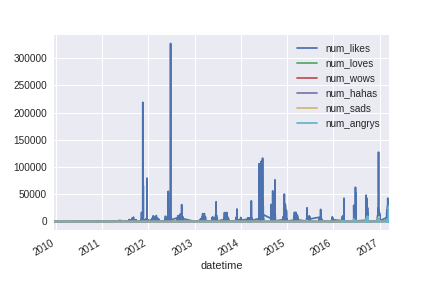 num_likes
num_loves
num_wows
num_hahas
num_sads
num_angrys
300000
250000
200000
150000
100000
50000
0
2010 2011 2012 2013 2014 2015 2016 2017
datetime